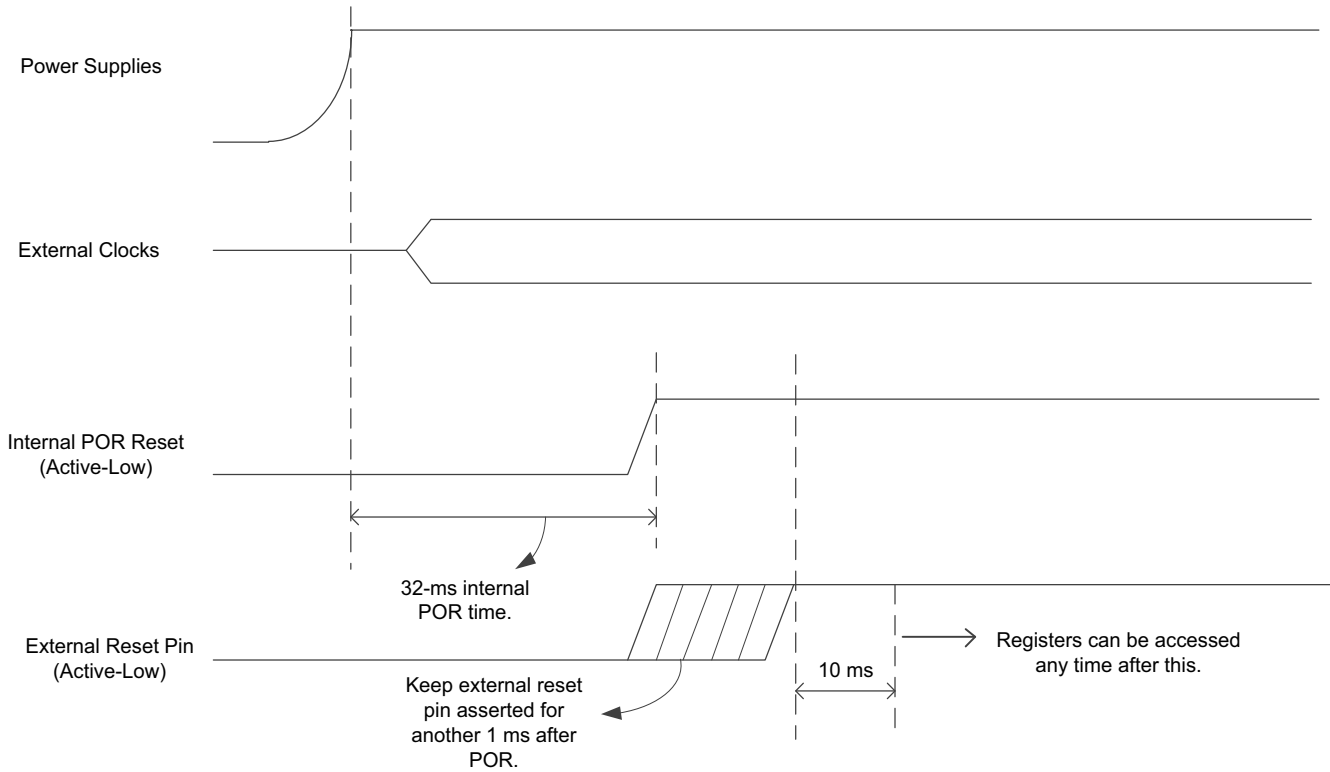 Power Supplies
External Clocks
Internal POR Reset
(Active-Low)
32-ms internal
POR time.
External Reset Pin
(Active-Low)
Keep external reset
pin asserted for
another 1 ms after
POR.
10 ms
Registers can be accessed
any time after this.